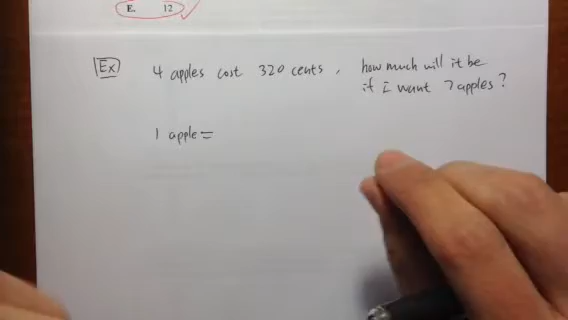 E. 12
Ex 4 apples cost 320 cents, how much will it be
if I want 7 apples?
1 apple =